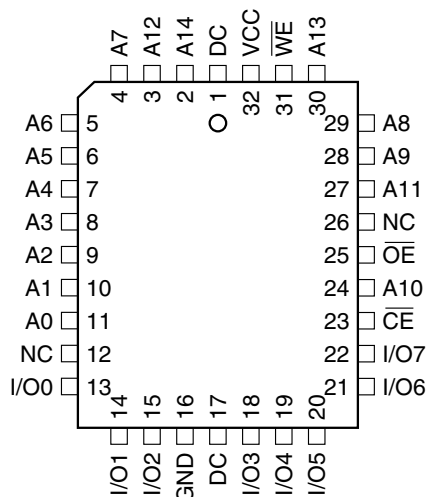 A7 A12 A14 DC VCC WE A13
4 3 2 1 32 31 30
A6 5 29 A8
A5 6 28 A9
A4 7 27 A11
A3 8 26 NC
A2 9 25 OE
A1 10 24 A10
A0 11 23 CE
NC 12 22 I/O7
I/O0 13 21 I/O6
14 15 16 17 18 19 20
I/O1 I/O2 GND DC I/O3 I/O4 I/O5